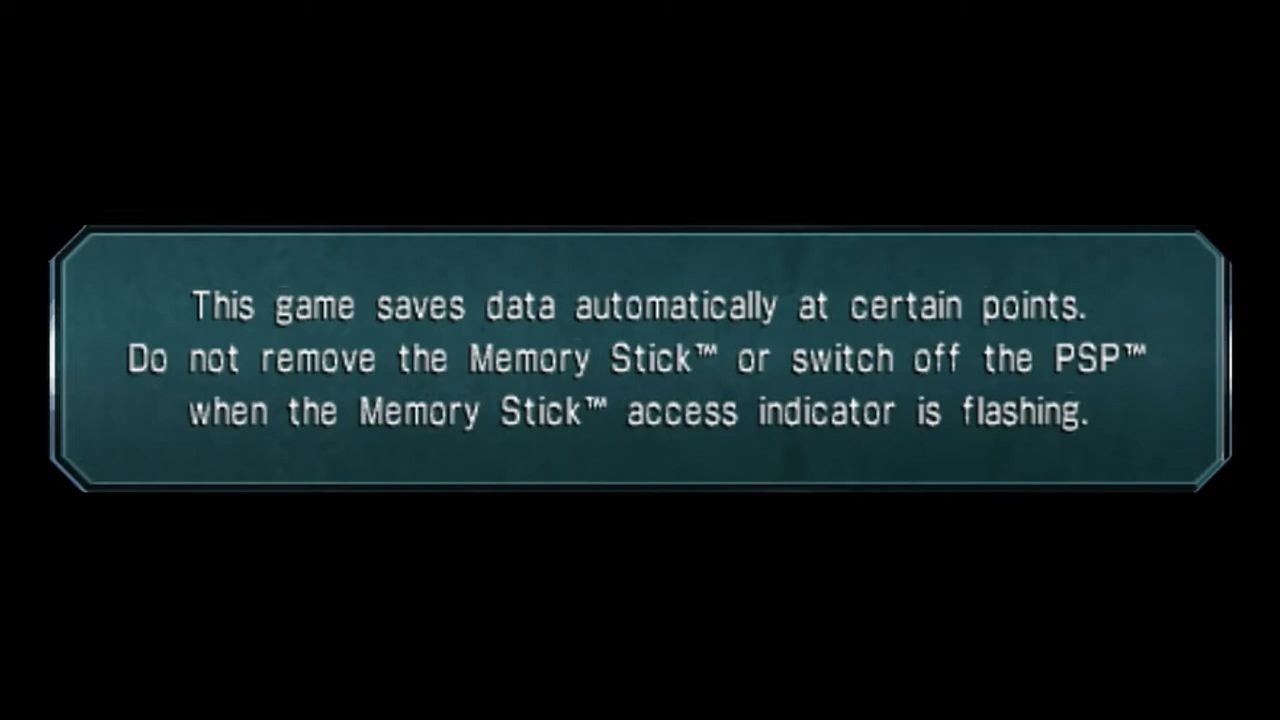 This game saves data automatically at certain points.
Do not remove the Memory Stick™ or switch off the PSP™
when the Memory Stick™ access indicator is flashing.